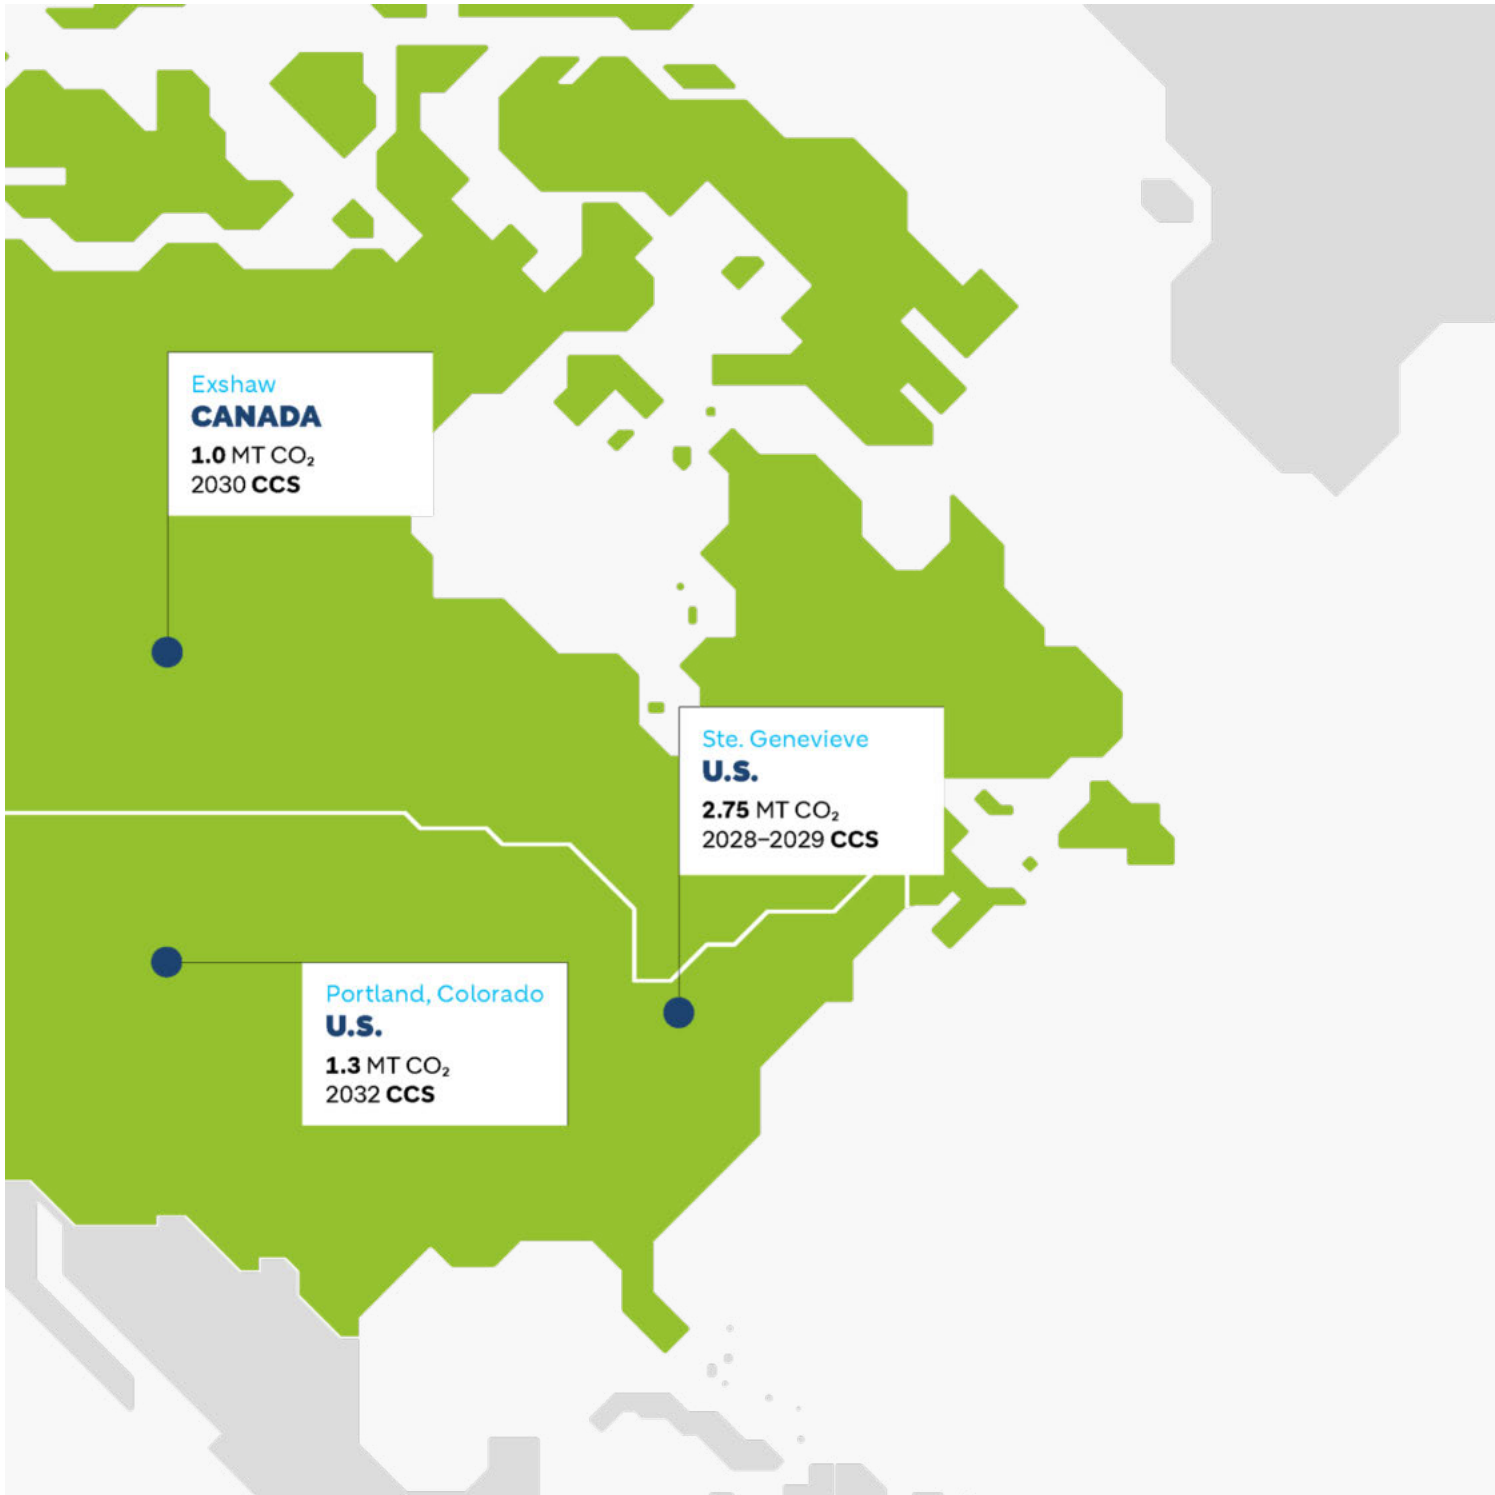 Exshaw
CANADA
1.0 MT CO₂
2030 CCS
Ste. Genevieve
U.S.
2.75 MT CO₂
2028–2029 CCS
Portland, Colorado
U.S.
1.3 MT CO₂
2032 CCS